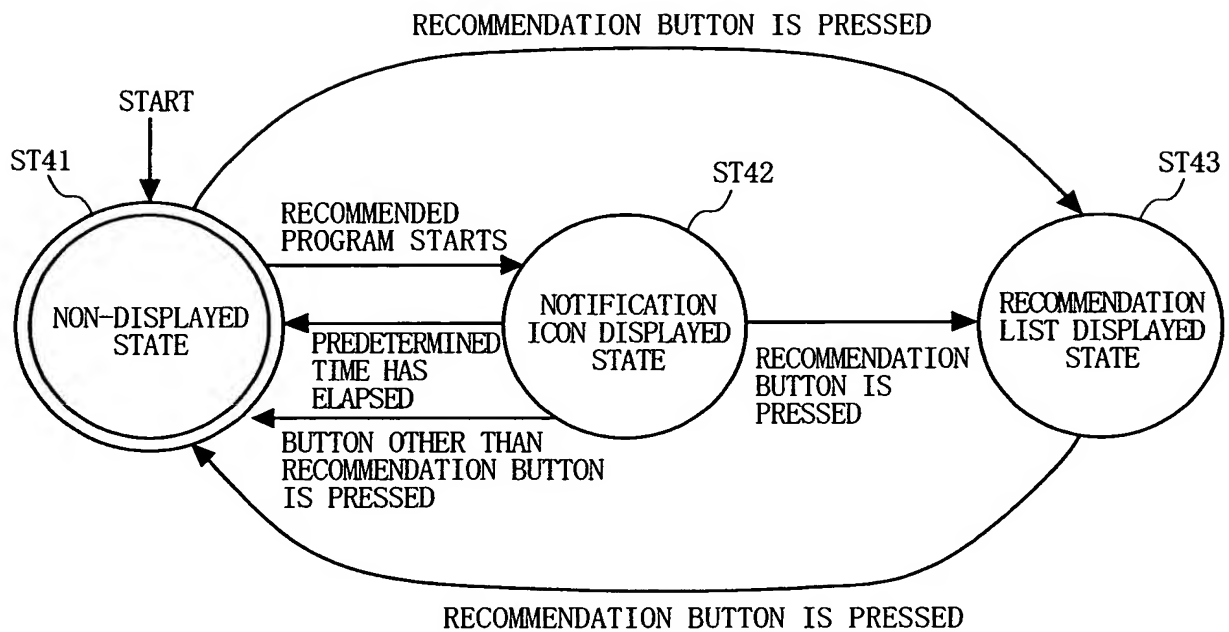 RECOMMENDATION BUTTON IS PRESSED
START
ST41
ST42
ST43
RECOMMENDED
PROGRAM STARTS
NON-DISPLAYED
STATE
NOTIFICATION
ICON DISPLAYED
STATE
RECOMMENDATION
LIST DISPLAYED
STATE
PREDETERMINED
TIME HAS
ELAPSED
RECOMMENDATION
BUTTON IS
PRESSED
BUTTON OTHER THAN
RECOMMENDATION BUTTON
IS PRESSED
RECOMMENDATION BUTTON IS PRESSED